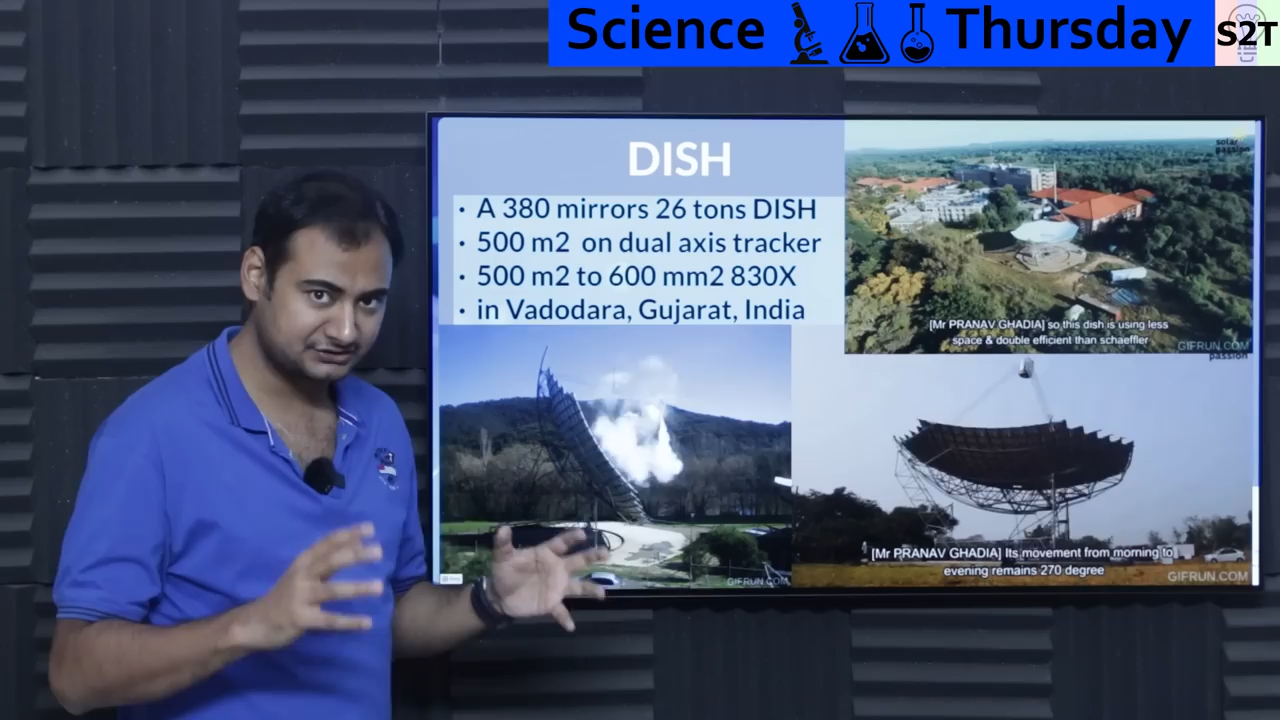 Science Thursday
S2T
DISH
solar
passion
• A 380 mirrors 26 tons DISH
• 500 m2 on dual axis tracker
• 500 m2 to 600 mm2 830X
• in Vadodara, Gujarat, India
[Mr PRANAV GHADIA] so this dish is using less
space & double efficient than schaeffler
GIFRUN.COM
passion
[Mr PRANAV GHADIA] Its movement from morning to
evening remains 270 degree
GIFRUN.COM
GIFRUN.COM